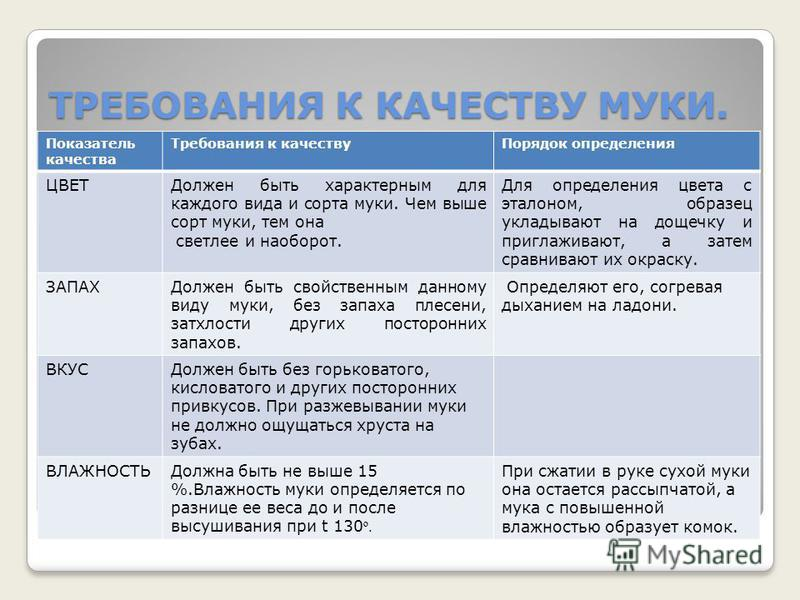 ТРЕБОВАНИЯ К КАЧЕСТВУ МУКИ.
Показатель
качества
Требования к качеству
Порядок определения
ЦВЕТ
Должен быть характерным для
каждого вида и сорта муки. Чем выше
сорт муки, тем она
светлее и наоборот.
Для определения цвета с
эталоном, образец
укладывают на дощечку и
приглаживают, а затем
сравнивают их окраску.
ЗАПАХ
Должен быть свойственным данному
виду муки, без запаха плесени,
затхлости других посторонних
запахов.
Определяют его, согревая
дыханием на ладони.
ВКУС
Должен быть без горьковатого,
кисловатого и других посторонних
привкусов. При разжевывании муки
не должно ощущаться хруста на
зубах.
ВЛАЖНОСТЬ
Должна быть не выше 15
%.Влажность муки определяется по
разнице ее веса до и после
высушивания при t 130°.
При сжатии в руке сухой муки
она остается рассыпчатой, а
мука с повышенной
влажностью образует комок.
MyShared